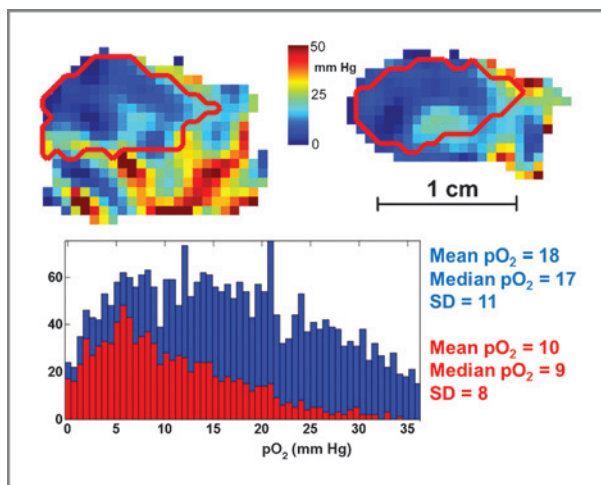 50
mm Hg
25
0
1 cm
60
40
20
0
0 5 10 15 20 25 30 35
pO₂ (mm Hg)
Mean pO₂ = 18
Median pO₂ = 17
SD = 11
Mean pO₂ = 10
Median pO₂ = 9
SD = 8